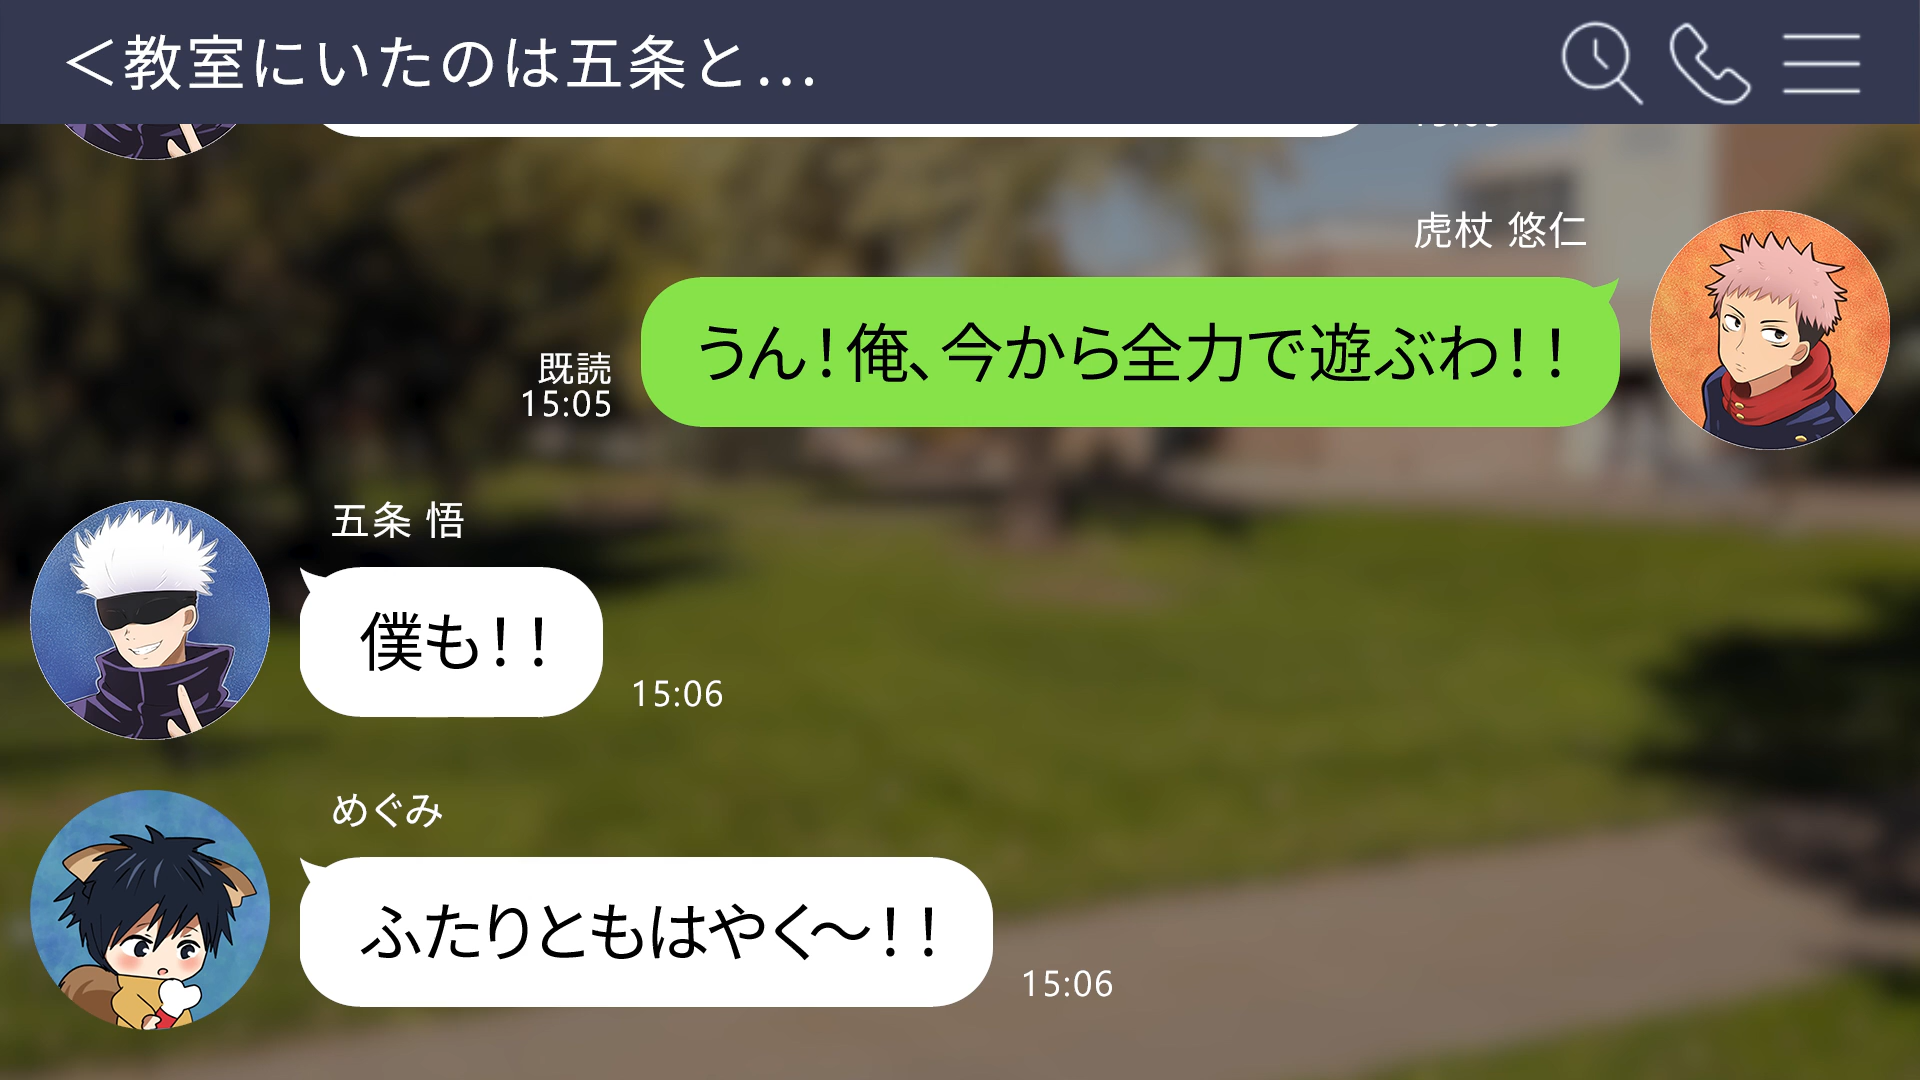 ＜教室にいたのは五条と...
虎杖 悠仁
うん！俺、今から全力で遊ぶわ！！
既読
15:05
五条 悟
僕も！！
15:06
めぐみ
ふたりともはやく～！！
15:06